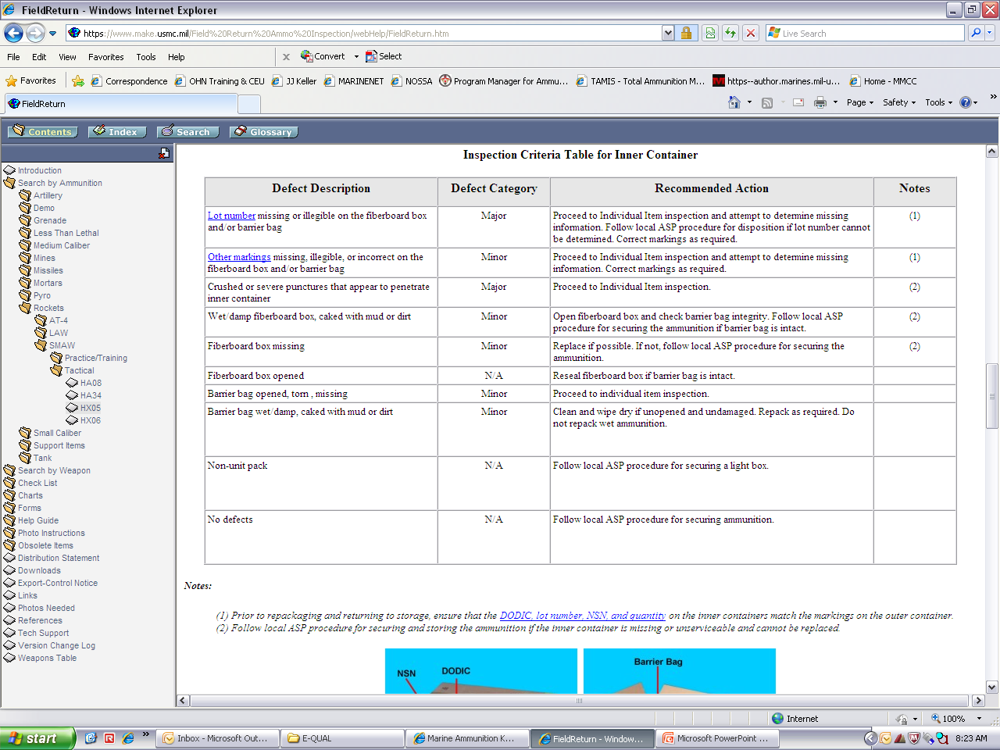 FieldReturn - Windows Internet Explorer
https://www.make.usmc.mil/Field%20Return%20Ammo%20Inspection/webHelp/FieldReturn.htm
Live Search
File Edit View Favorites Tools Help
x Convert Select
Favorites Correspondence OHN Training & CEU JJ Keller MARINENET NOSSA Program Manager for Ammu... TAMIS - Total Ammunition M... https--author.marines.mil-u... Home - MMCC
FieldReturn
Page Safety Tools
Contents Index Search Glossary
Introduction
Search by Ammunition
Artillery
Demo
Grenade
Less Than Lethal
Medium Caliber
Mines
Missiles
Mortars
Pyro
Rockets
AT-4
LAW
SMAW
Practice/Training
Tactical
HA08
HA34
HX05
HX06
Small Caliber
Support Items
Tank
Search by Weapon
Check List
Charts
Forms
Help Guide
Photo Instructions
Obsolete Items
Distribution Statement
Downloads
Export-Control Notice
Links
Photos Needed
References
Tech Support
Version Change Log
Weapons Table
Inspection Criteria Table for Inner Container
Defect Description Defect Category Recommended Action Notes
Lot number missing or illegible on the fiberboard box
and/or barrier bag
Major
Proceed to Individual Item inspection and attempt to determine missing
information. Follow local ASP procedure for disposition if lot number cannot
be determined. Correct markings as required.
(1)
Other markings missing, illegible, or incorrect on the
fiberboard box and/or barrier bag
Minor
Proceed to Individual Item inspection and attempt to determine missing
information. Correct markings as required.
(1)
Crushed or severe punctures that appear to penetrate
inner container
Major
Proceed to Individual Item inspection.
(2)
Wet/damp fiberboard box, caked with mud or dirt
Minor
Open fiberboard box and check barrier bag integrity. Follow local ASP
procedure for securing the ammunition if barrier bag is intact.
(2)
Fiberboard box missing
Minor
Replace if possible. If not, follow local ASP procedure for securing the
ammunition.
(2)
Fiberboard box opened
N/A
Reseal fiberboard box if barrier bag is intact.
Barrier bag opened, torn , missing
Minor
Proceed to individual item inspection.
Barrier bag wet/damp, caked with mud or dirt
Minor
Clean and wipe dry if unopened and undamaged. Repack as required. Do
not repack wet ammunition.
Non-unit pack
N/A
Follow local ASP procedure for securing a light box.
No defects
N/A
Follow local ASP procedure for securing ammunition.
Notes:
(1) Prior to repackaging and returning to storage, ensure that the DODIC, lot number, NSN, and quantity on the inner containers match the markings on the outer container.
(2) Follow local ASP procedure for securing and storing the ammunition if the inner container is missing or unserviceable and cannot be replaced.
NSN DODIC
Barrier Bag
Internet 100%
start Inbox - Microsoft Out... E-QUAL Marine Ammunition K... FieldReturn - Window... Microsoft PowerPoint ... 8:23 AM